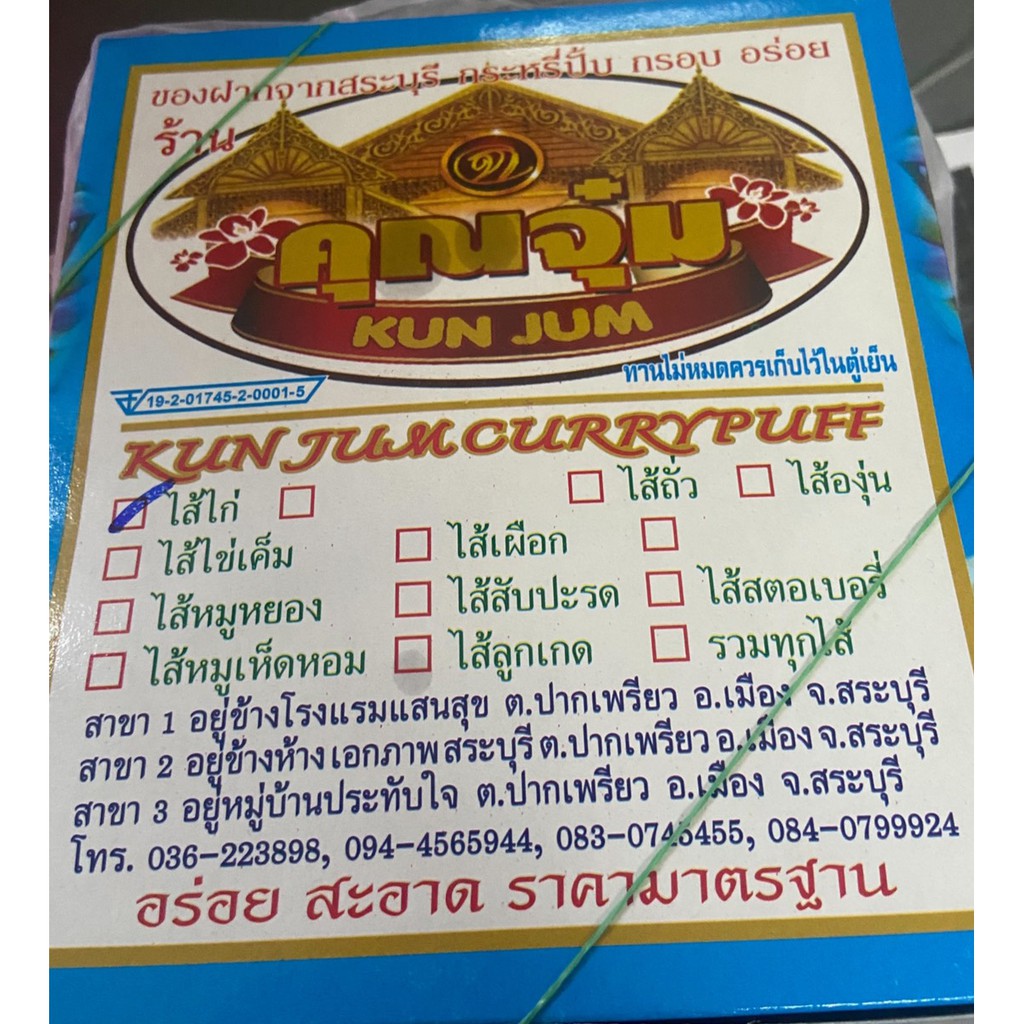 ของฝากจากสระบุรี กระหรี่ปั๊บ กรอบ อร่อย
ร้าน
คุณจุ๋ม
KUN JUM
ทานไม่หมดควรเก็บไว้ในตู้เย็น
19-2-01745-2-0001-5
KUN JUM CURRYPUFF
ไส้ไก่ ไส้ถั่ว ไส้องุ่น
ไส้ไข่เค็ม ไส้เผือก
ไส้หมูหยอง ไส้สับปะรด ไส้สตอเบอรี่
ไส้หมูเห็ดหอม ไส้ลูกเกด รวมทุกไส้
สาขา 1 อยู่ข้างโรงแรมแสนสุข ต.ปากเพรียว อ.เมือง จ.สระบุรี
สาขา 2 อยู่ข้างห้างเอกภาพสระบุรี ต.ปากเพรียว อ.เมือง จ.สระบุรี
สาขา 3 อยู่หมู่บ้านประทับใจ ต.ปากเพรียว อ.เมือง จ.สระบุรี
โทร. 036-223898, 094-4565944, 083-0745455, 084-0799924
อร่อย สะอาด ราคามาตรฐาน